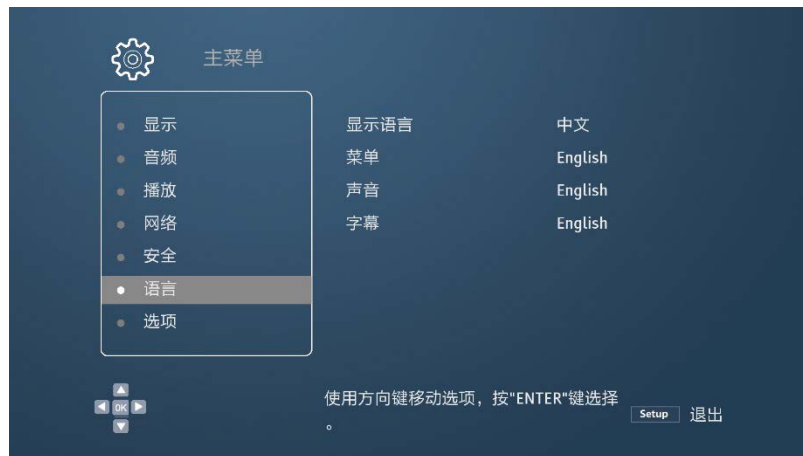 主菜单
显示
音频
播放
网络
安全
语言
选项
显示语言 中文
菜单 English
声音 English
字幕 English
OK
使用方向键移动选项，按"ENTER"键选择
。
Setup 退出